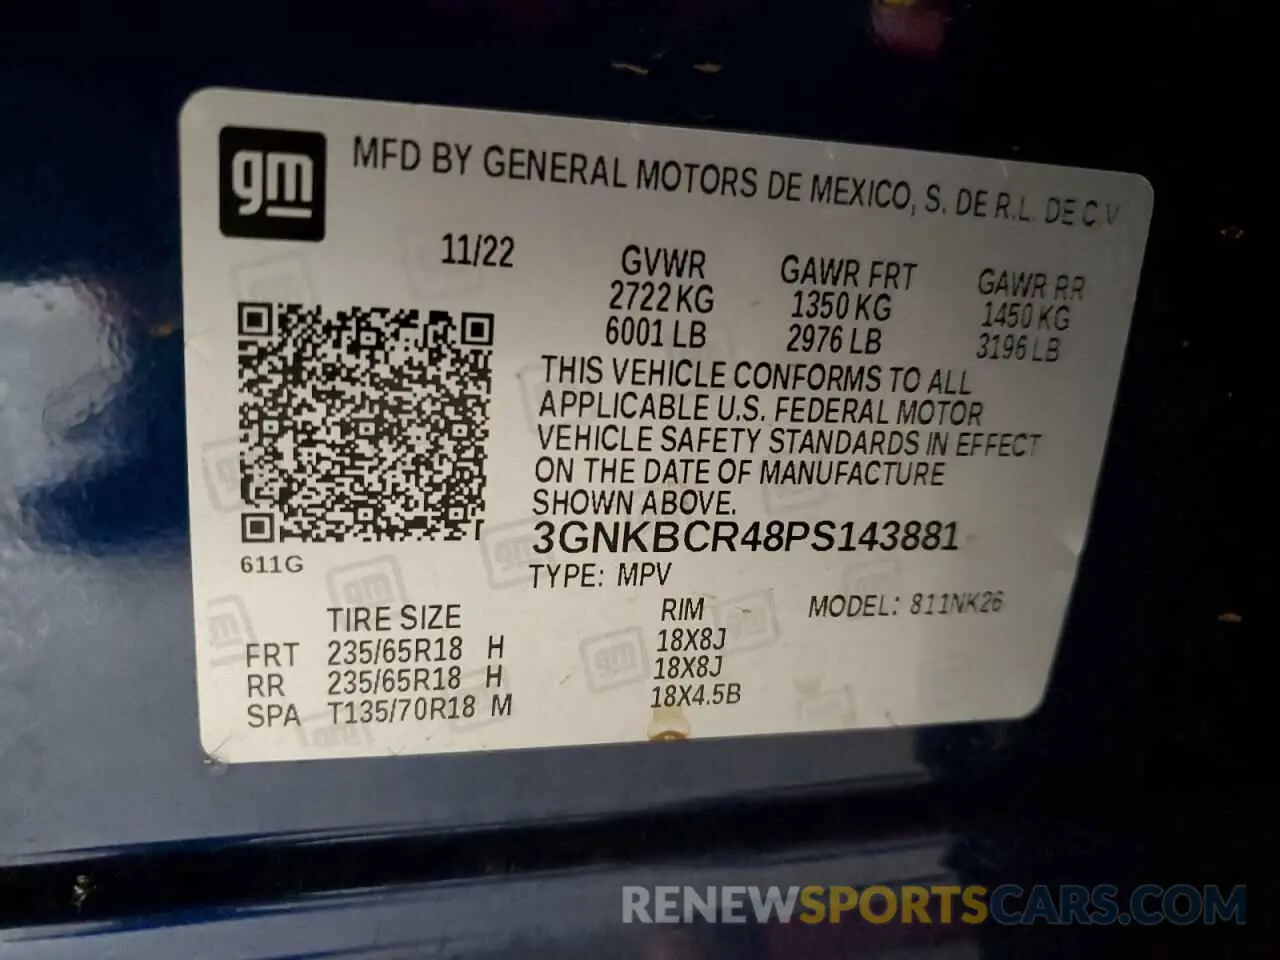 gm
MFD BY GENERAL MOTORS DE MEXICO, S. DE R.L. DE C.V
11/22 GVWR GAWR FRT GAWR RR
2722 KG 1350 KG 1450 KG
6001 LB 2976 LB 3196 LB
THIS VEHICLE CONFORMS TO ALL
APPLICABLE U.S. FEDERAL MOTOR
VEHICLE SAFETY STANDARDS IN EFFECT
ON THE DATE OF MANUFACTURE
SHOWN ABOVE.
3GNKBCR48PS143881
611G
TYPE: MPV MODEL: 811NK26
TIRE SIZE RIM
FRT 235/65R18 H 18X8J
RR 235/65R18 H 18X8J
SPA T135/70R18 M 18X4.5B
RENEWSPORTSCARS.COM